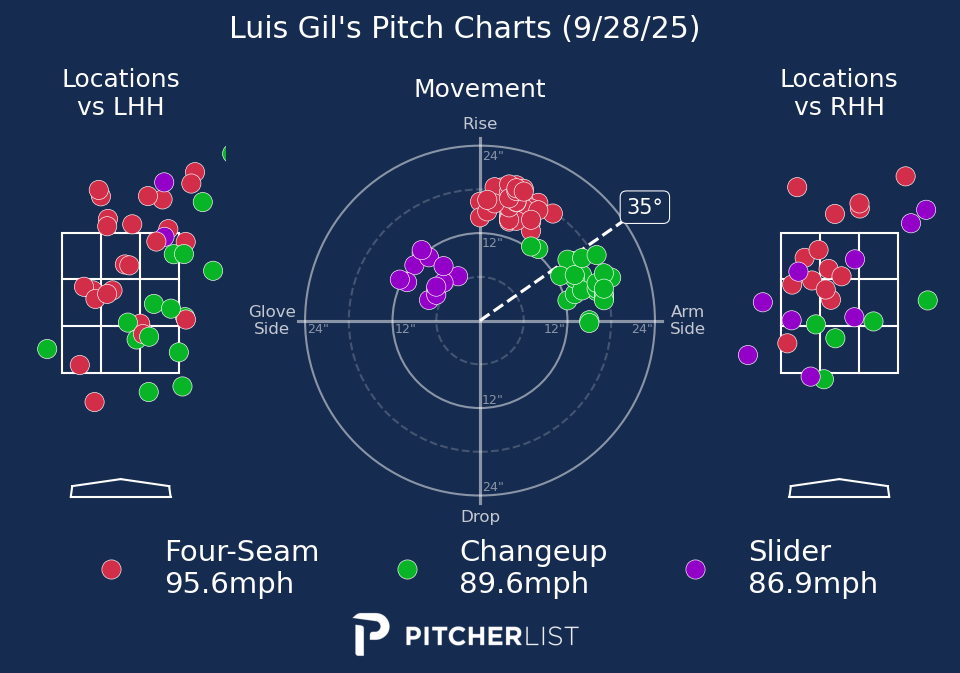 Luis Gil's Pitch Charts (9/28/25)
Locations
vs LHH
Movement
Locations
vs RHH
Rise
24"
35°
12"
Glove
Side
24"
12"
12"
24"
Arm
Side
12"
24"
Drop
Four-Seam
95.6mph
Changeup
89.6mph
Slider
86.9mph
PITCHERLIST